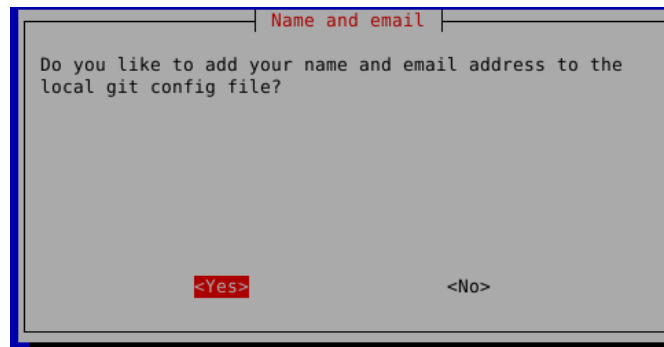 Name and email
Do you like to add your name and email address to the
local git config file?
<Yes> <No>